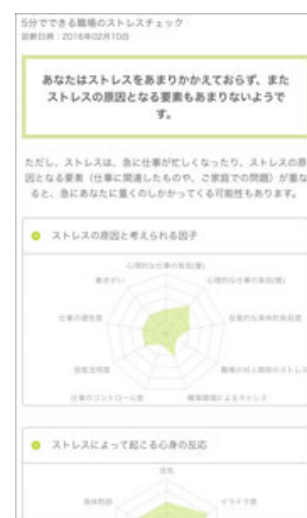 5分でできる職場のストレスチェック
診断日時：2016年02月10日
あなたはストレスをあまりかかえておらず、また
ストレスの原因となる要素もあまりないようで
す。
ただし、ストレスは、急に仕事が忙しくなったり、ストレスの原
因となる要素（仕事に関連したものや、ご家庭での問題）が重な
ると、急にあなたに重くのしかかってくる可能性もあります。
ストレスの原因と考えられる因子
心理的な仕事の負担(量)
働きがい
心理的な仕事の負担(質)
仕事の適性度
自覚的な身体的負担度
技能活用度
職場の対人関係のストレス
仕事のコントロール度
職場環境によるストレス
ストレスによって起こる心身の反応
活気
身体愁訴
イライラ感